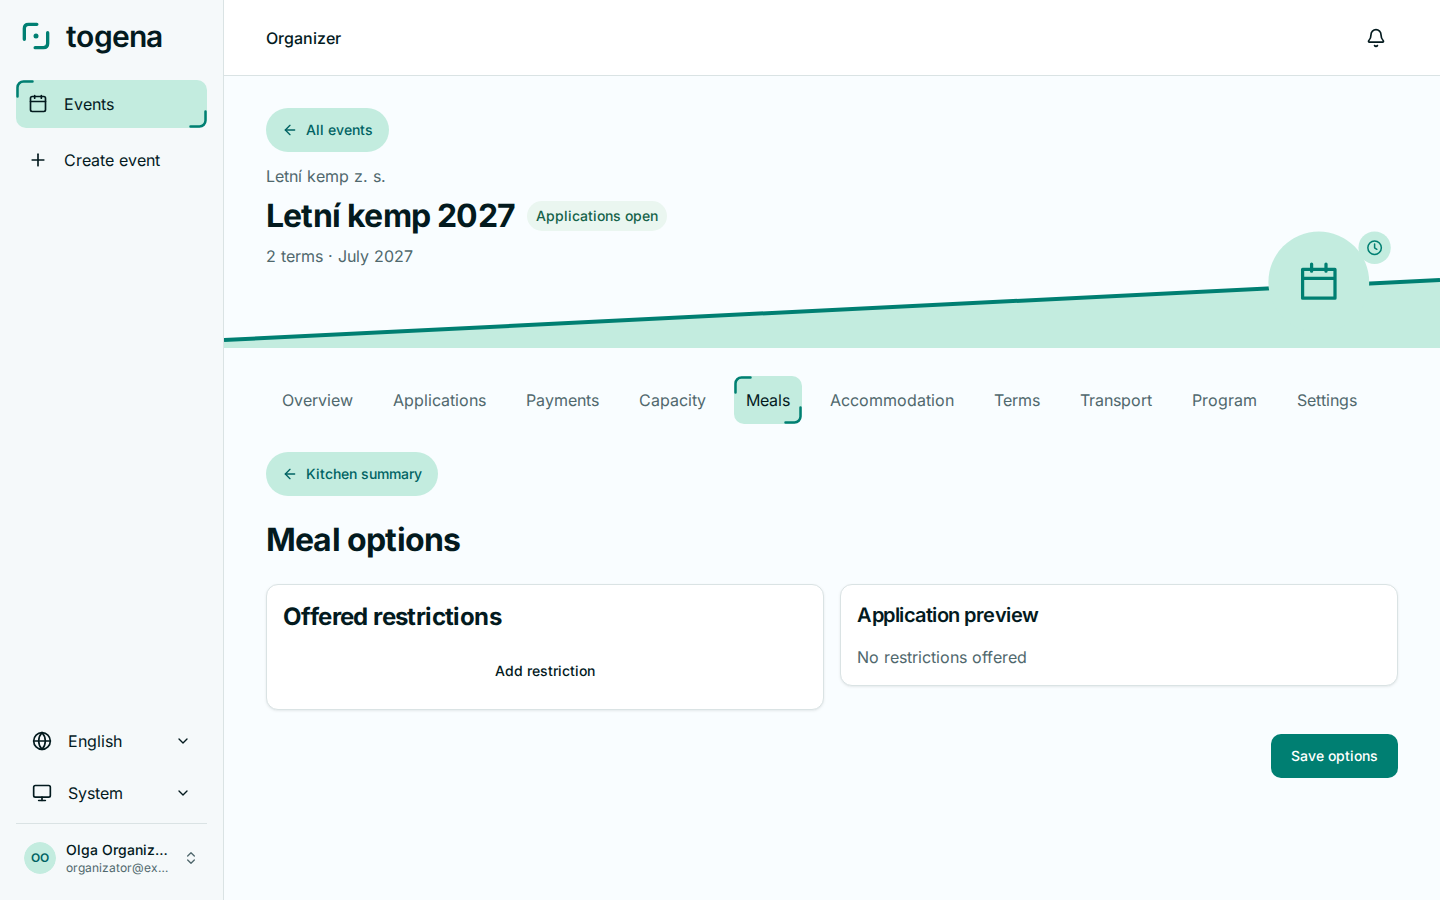 togena
Organizer
Events
Create event
All events
Letní kemp z. s.
Letní kemp 2027
Applications open
2 terms · July 2027
Overview
Applications
Payments
Capacity
Meals
Accommodation
Terms
Transport
Program
Settings
Kitchen summary
Meal options
Offered restrictions
Add restriction
Application preview
No restrictions offered
Save options
English
System
OO
Olga Organiz...
organizator@ex...